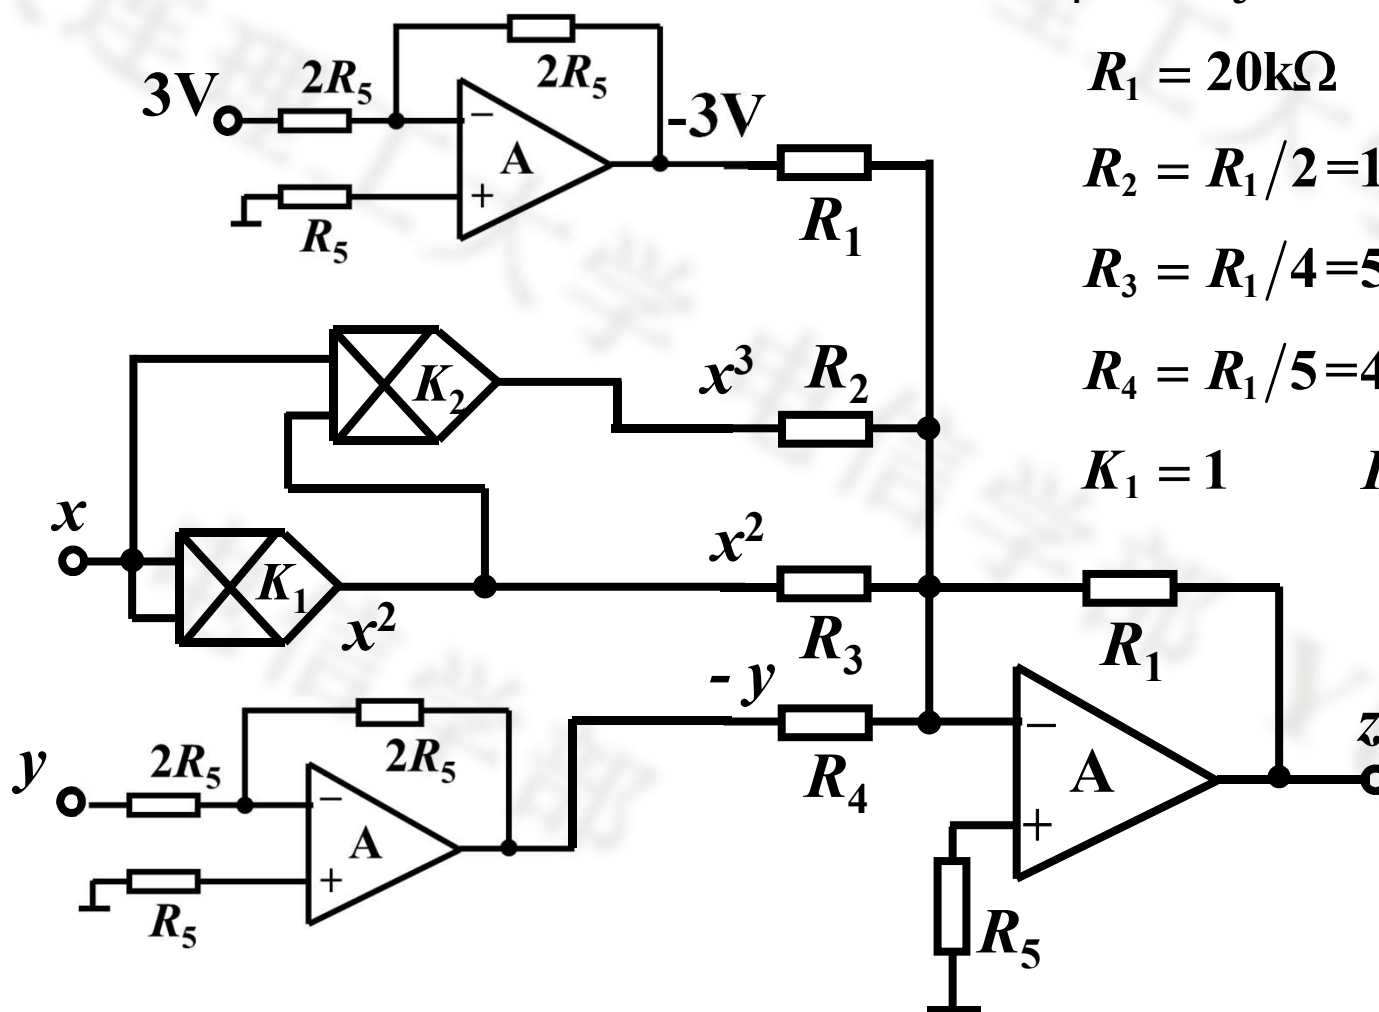 3V
2R₅
2R₅
-3V
A
−
+
R₅
R₁
R₁ = 20kΩ
R₂ = R₁/2=1
R₃ = R₁/4=5
R₄ = R₁/5=4
K₁ = 1
K₂
x³
R₂
x
K₁
x²
x²
R₃
R₁
- y
R₄
y
2R₅
2R₅
A
−
+
R₅
−
A
+
z
R₅